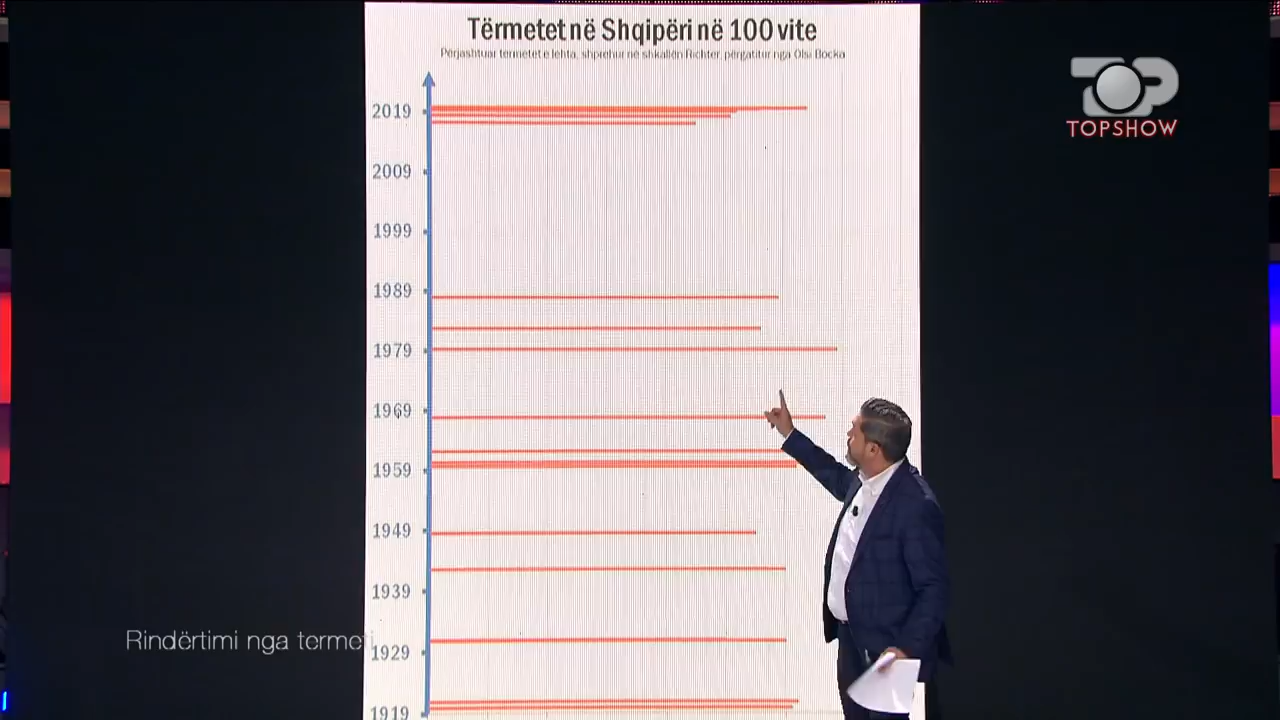 Tërmetet në Shqipëri në 100 vite
Përjashtuar tërmetet e lehta, shprehur në shkallën Richter, përgatitur nga Olsi Bocka
TOP
TOPSHOW
2019
2009
1999
1989
1979
1969
1959
1949
1939
1929
1919
Rindërtimi nga termeti